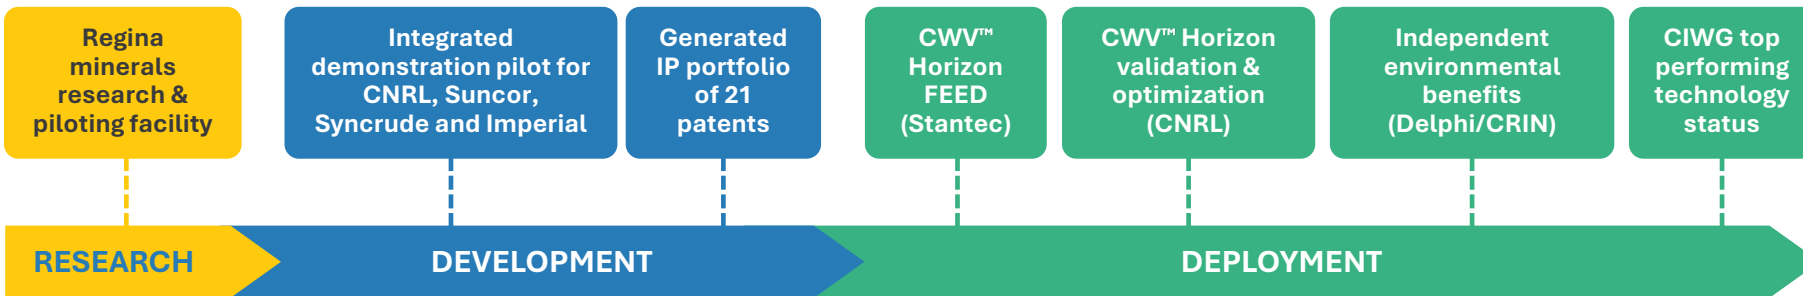 Regina
minerals
research &
piloting facility
Integrated
demonstration pilot for
CNRL, Suncor,
Syncrude and Imperial
Generated
IP portfolio
of 21
patents
CWV™
Horizon
FEED
(Stantec)
CWV™ Horizon
validation &
optimization
(CNRL)
Independent
environmental
benefits
(Delphi/CRIN)
CIWG top
performing
technology
status
RESEARCH
DEVELOPMENT
DEPLOYMENT